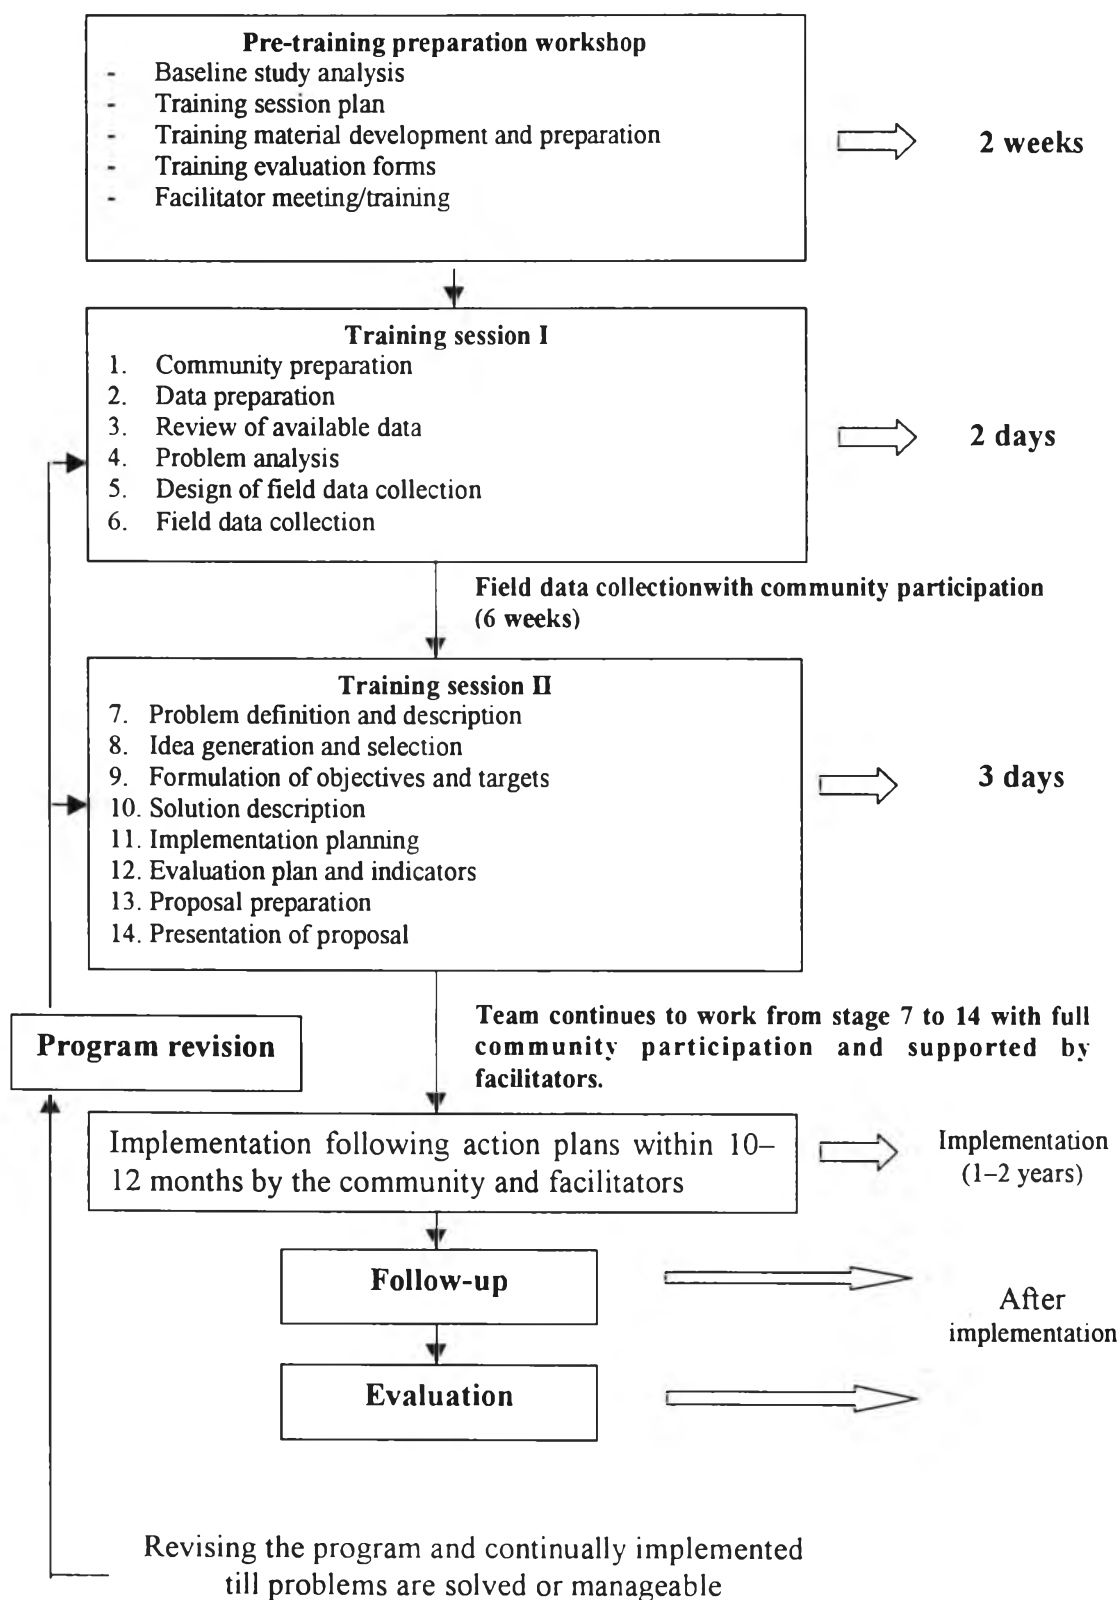 Pre-training preparation workshop
- Baseline study analysis
- Training session plan
- Training material development and preparation
- Training evaluation forms
- Facilitator meeting/training
2 weeks
Training session I
1. Community preparation
2. Data preparation
3. Review of available data
4. Problem analysis
5. Design of field data collection
6. Field data collection
2 days
Field data collectionwith community participation
(6 weeks)
Training session II
7. Problem definition and description
8. Idea generation and selection
9. Formulation of objectives and targets
10. Solution description
11. Implementation planning
12. Evaluation plan and indicators
13. Proposal preparation
14. Presentation of proposal
3 days
Program revision
Team continues to work from stage 7 to 14 with full
community participation and supported by
facilitators.
Implementation following action plans within 10–
12 months by the community and facilitators
Implementation
(1–2 years)
Follow-up
After
implementation
Evaluation
Revising the program and continually implemented
till problems are solved or manageable